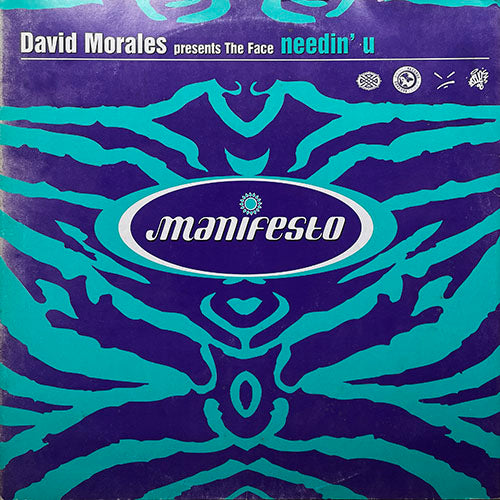 David Morales presents The Face needin' u
manifesto